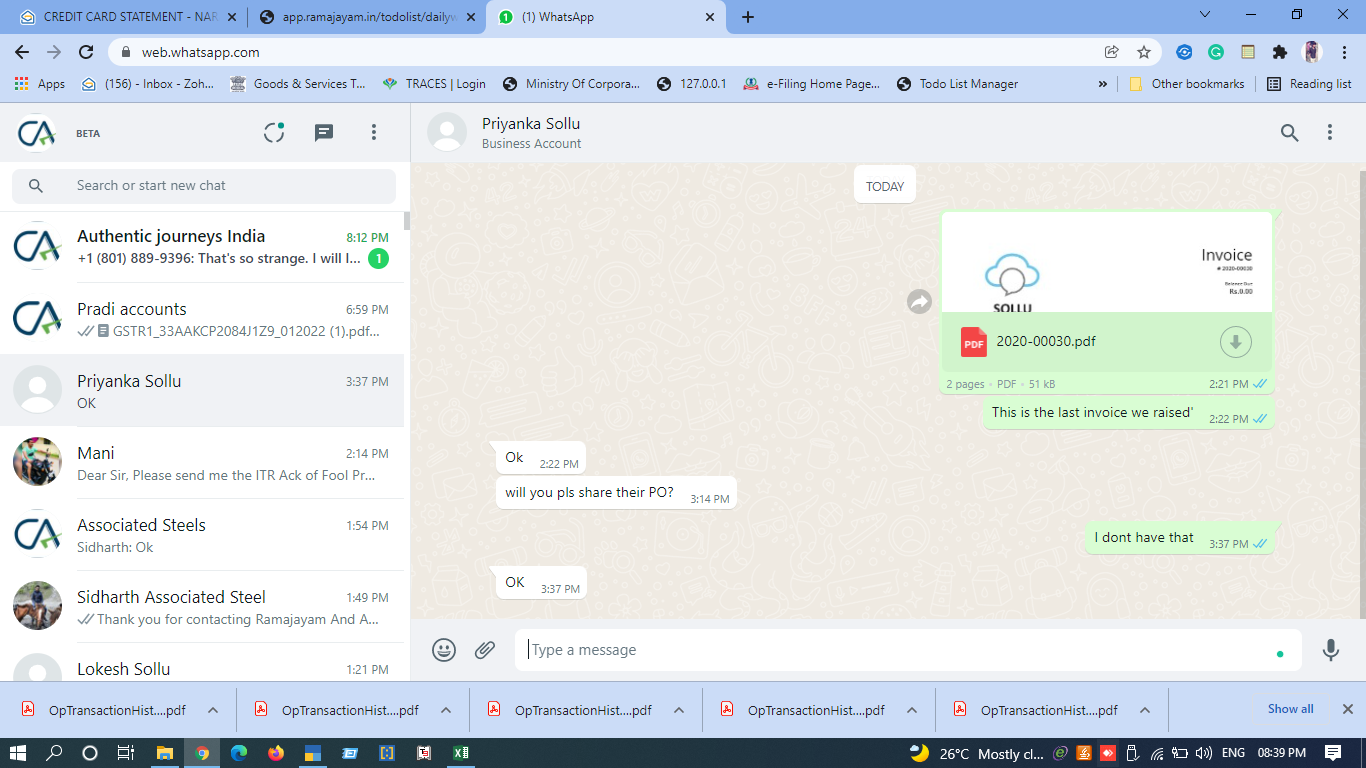 CREDIT CARD STATEMENT - NAR
app.ramajayam.in/todolist/dailyw
(1) WhatsApp
web.whatsapp.com
Apps
(156) - Inbox - Zoh...
Goods & Services T...
TRACES | Login
Ministry Of Corpora...
127.0.0.1
e-Filing Home Page...
Todo List Manager
»
Other bookmarks
Reading list
CA
BETA
Search or start new chat
Authentic journeys India
8:12 PM
+1 (801) 889-9396: That's so strange. I will l...
1
Pradi accounts
6:59 PM
GSTR1_33AAKCP2084J1Z9_012022 (1).pdf...
Priyanka Sollu
3:37 PM
OK
Mani
2:14 PM
Dear Sir, Please send me the ITR Ack of Fool Pr...
Associated Steels
1:54 PM
Sidharth: Ok
Sidharth Associated Steel
1:49 PM
Thank you for contacting Ramajayam And A...
Lokesh Sollu
1:21 PM
Priyanka Sollu
Business Account
TODAY
SOLLU
Invoice
# 2020-00030
Balance Due
Rs.0.00
PDF
2020-00030.pdf
2 pages • PDF • 51 kB
2:21 PM
This is the last invoice we raised'
2:22 PM
Ok
2:22 PM
will you pls share their PO?
3:14 PM
I dont have that
3:37 PM
OK
3:37 PM
Type a message
OpTransactionHist....pdf
OpTransactionHist....pdf
OpTransactionHist....pdf
OpTransactionHist....pdf
OpTransactionHist....pdf
Show all
26°C Mostly cl...
ENG
08:39 PM